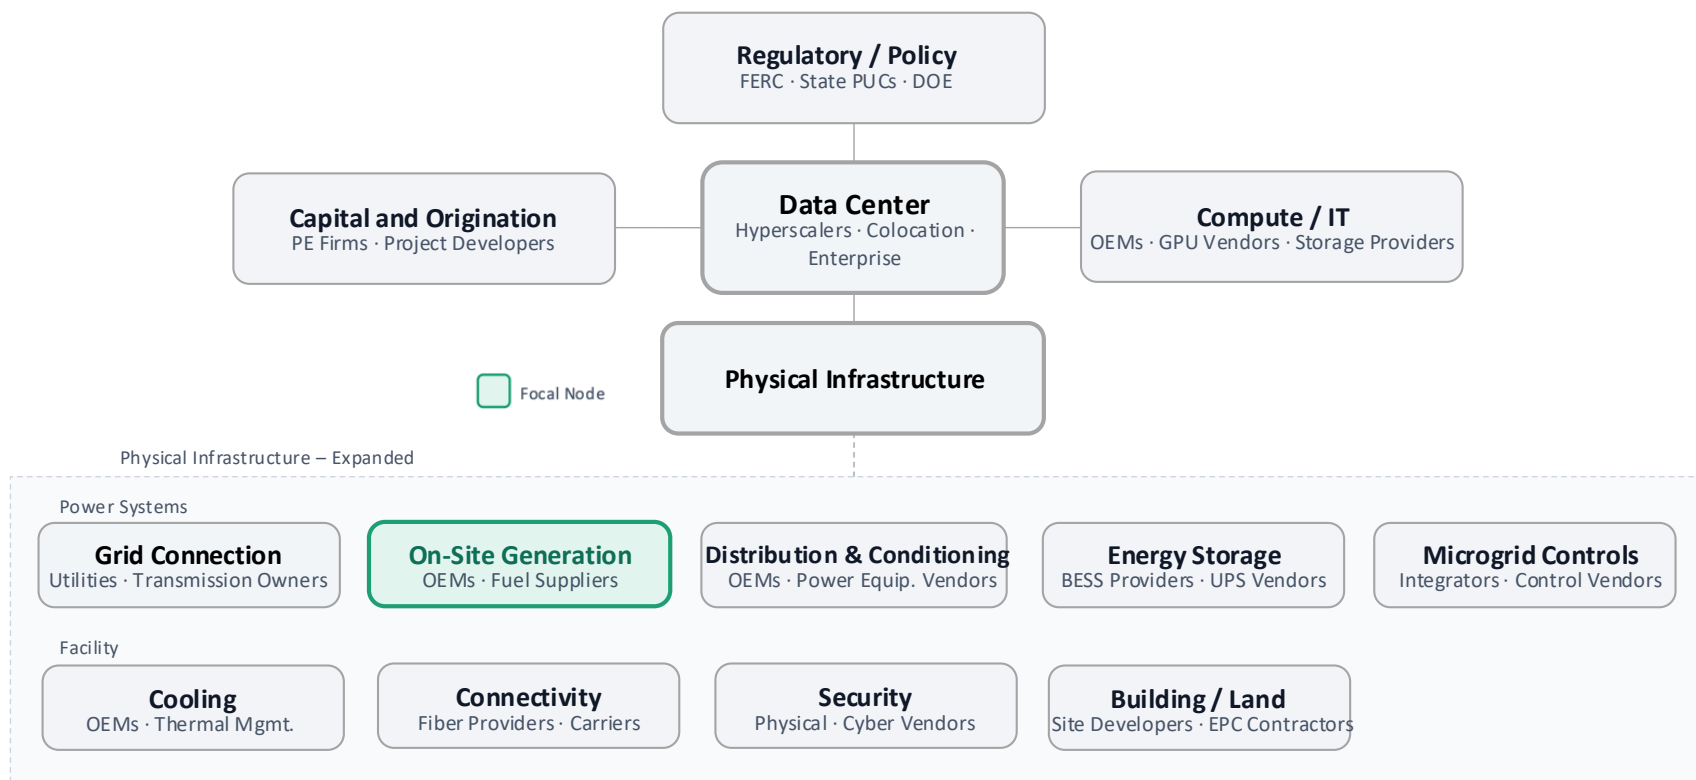 Regulatory / Policy
FERC · State PUCs · DOE
Capital and Origination
PE Firms · Project Developers
Data Center
Hyperscalers · Colocation ·
Enterprise
Compute / IT
OEMs · GPU Vendors · Storage Providers
Physical Infrastructure
Focal Node
Physical Infrastructure – Expanded
Power Systems
Grid Connection
Utilities · Transmission Owners
On-Site Generation
OEMs · Fuel Suppliers
Distribution & Conditioning
OEMs · Power Equip. Vendors
Energy Storage
BESS Providers · UPS Vendors
Microgrid Controls
Integrators · Control Vendors
Facility
Cooling
OEMs · Thermal Mgmt.
Connectivity
Fiber Providers · Carriers
Security
Physical · Cyber Vendors
Building / Land
Site Developers · EPC Contractors